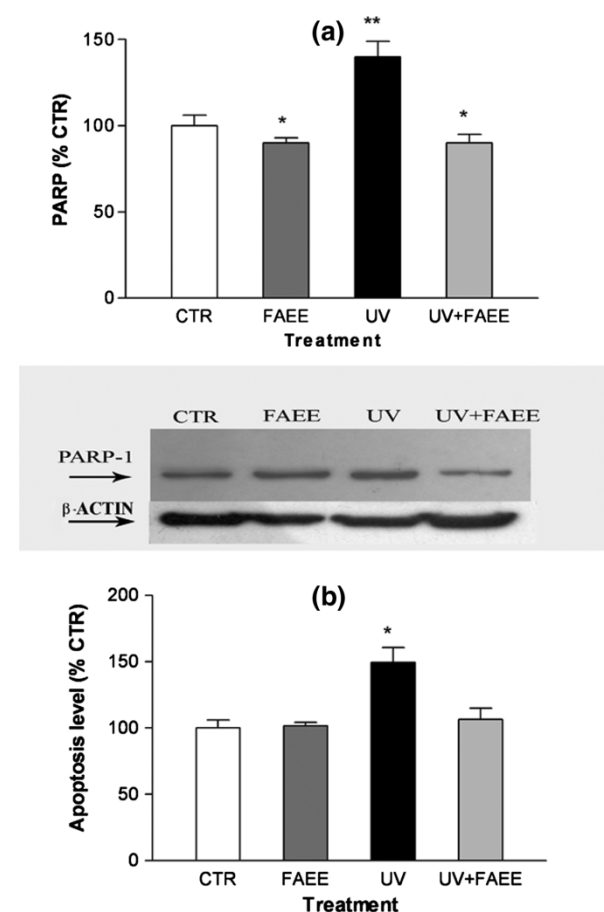 (a)
**
150
*
*
100
50
0
PARP (% CTR)
CTR FAEE UV UV+FAEE
Treatment
CTR FAEE UV UV+FAEE
PARP-1
β-ACTIN
(b)
200
*
150
100
50
0
Apoptosis level (% CTR)
CTR FAEE UV UV+FAEE
Treatment